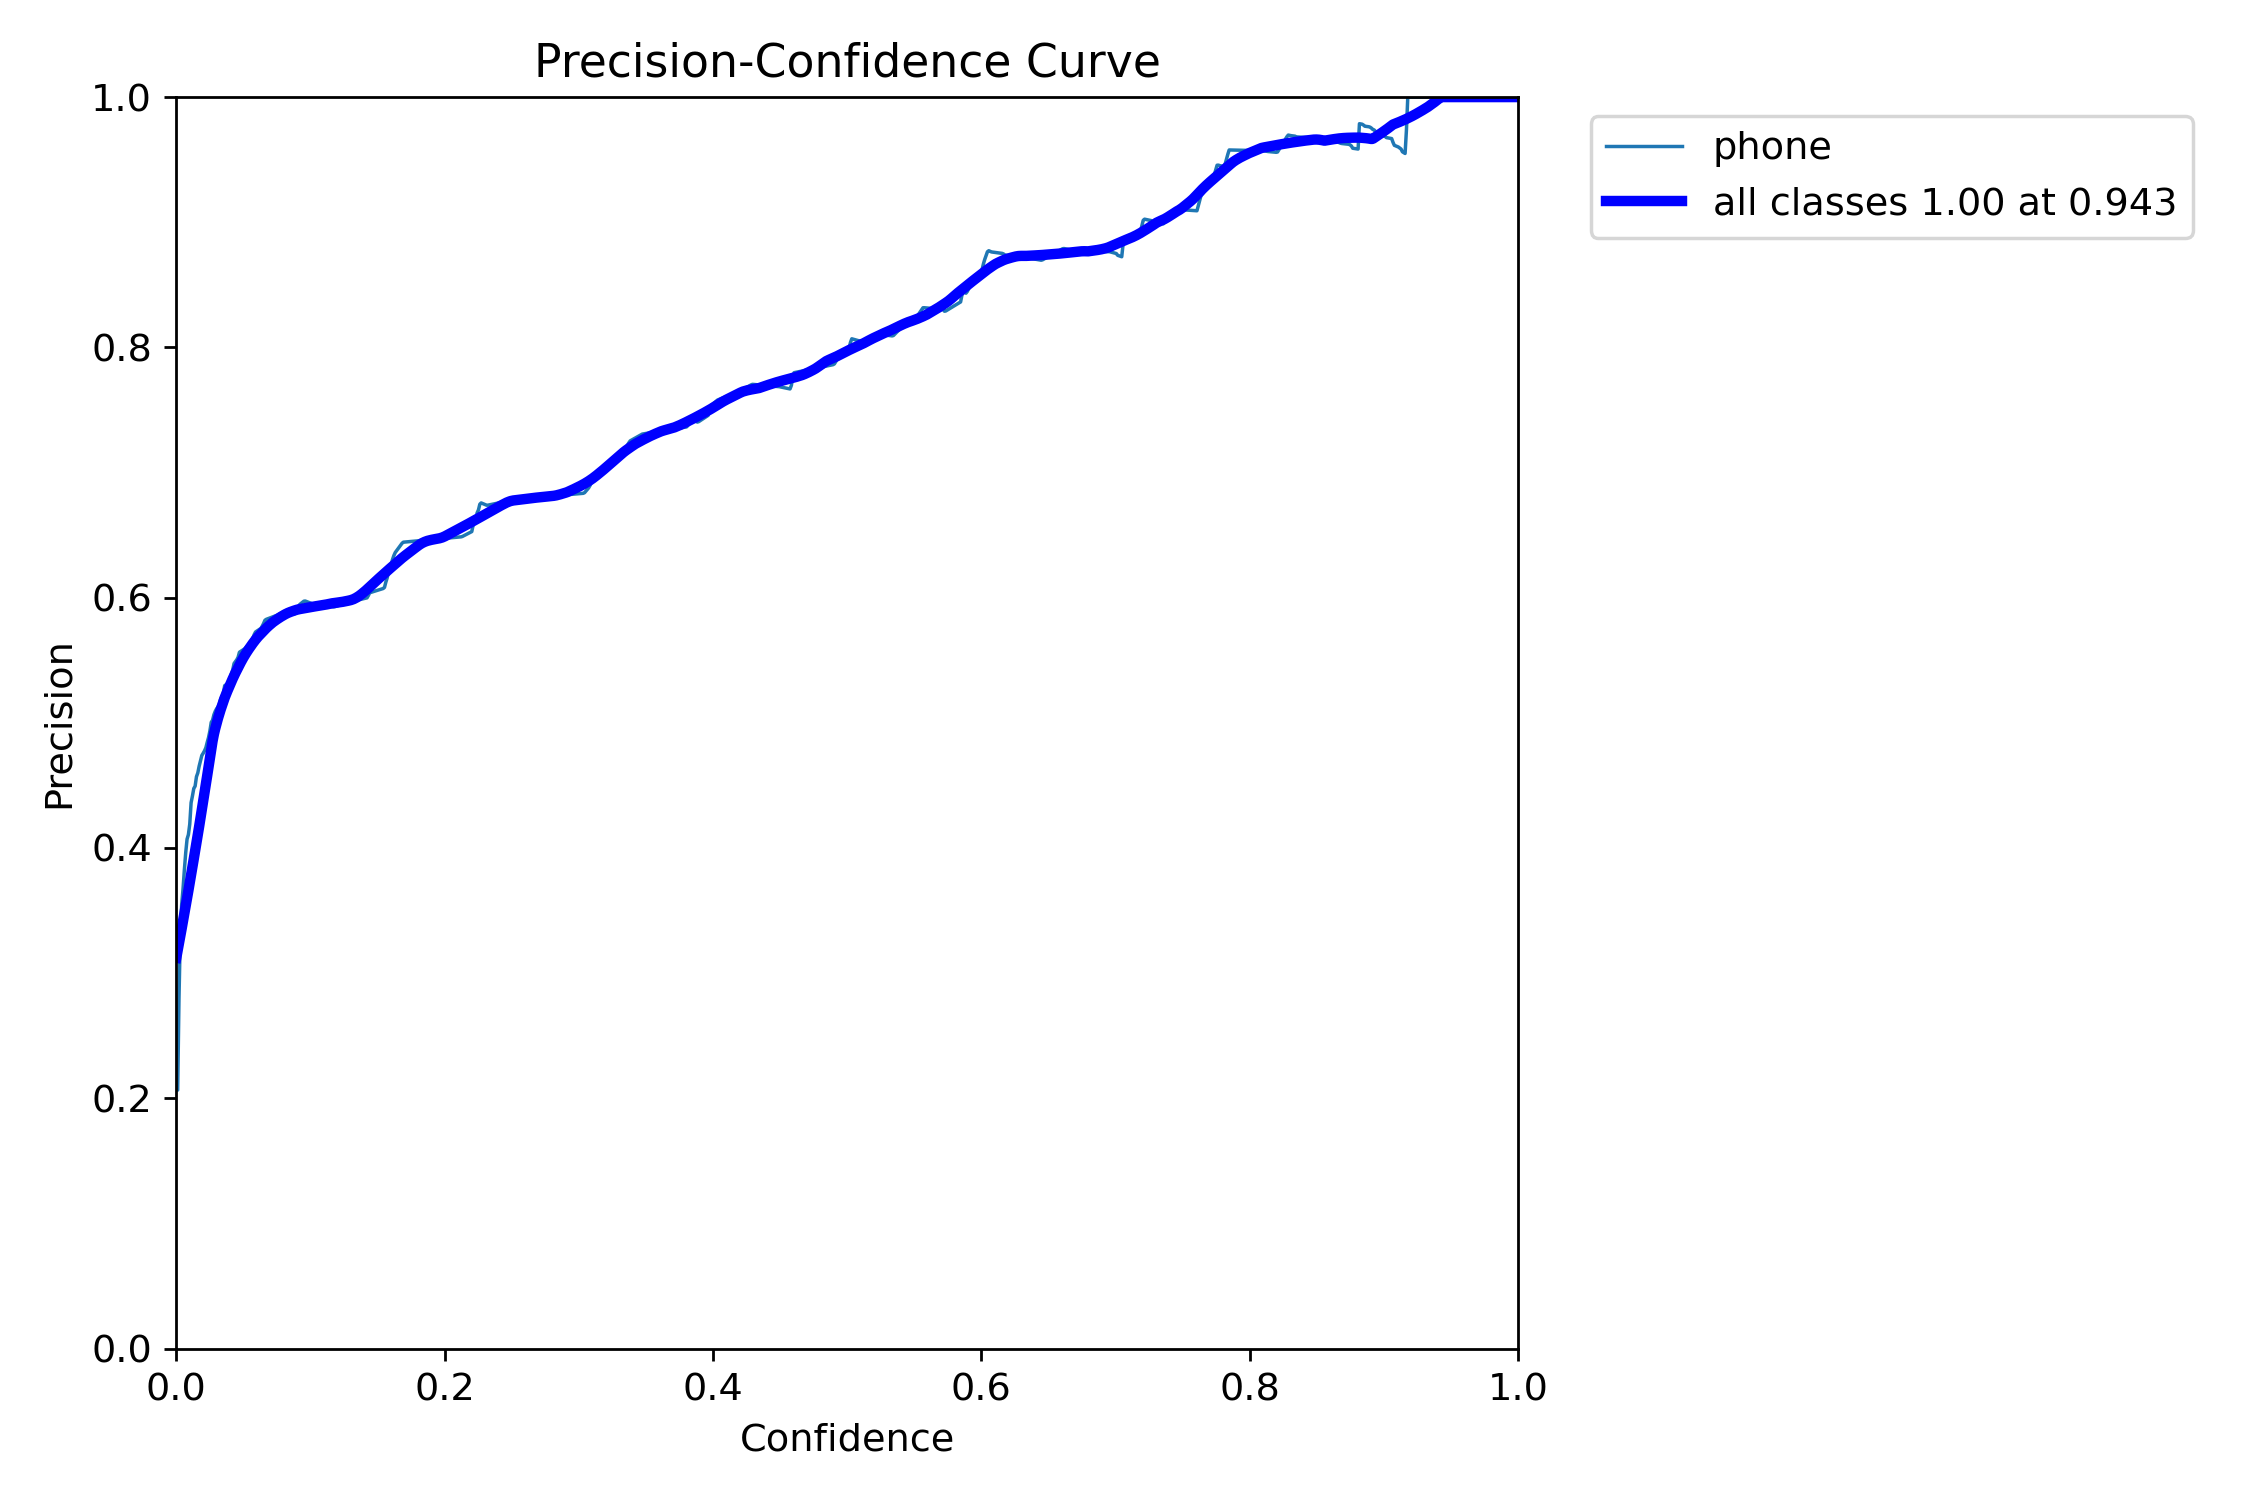 Precision-Confidence Curve
1.0
0.8
0.6
0.4
0.2
0.0
Precision
0.0 0.2 0.4 0.6 0.8 1.0
Confidence
phone
all classes 1.00 at 0.943